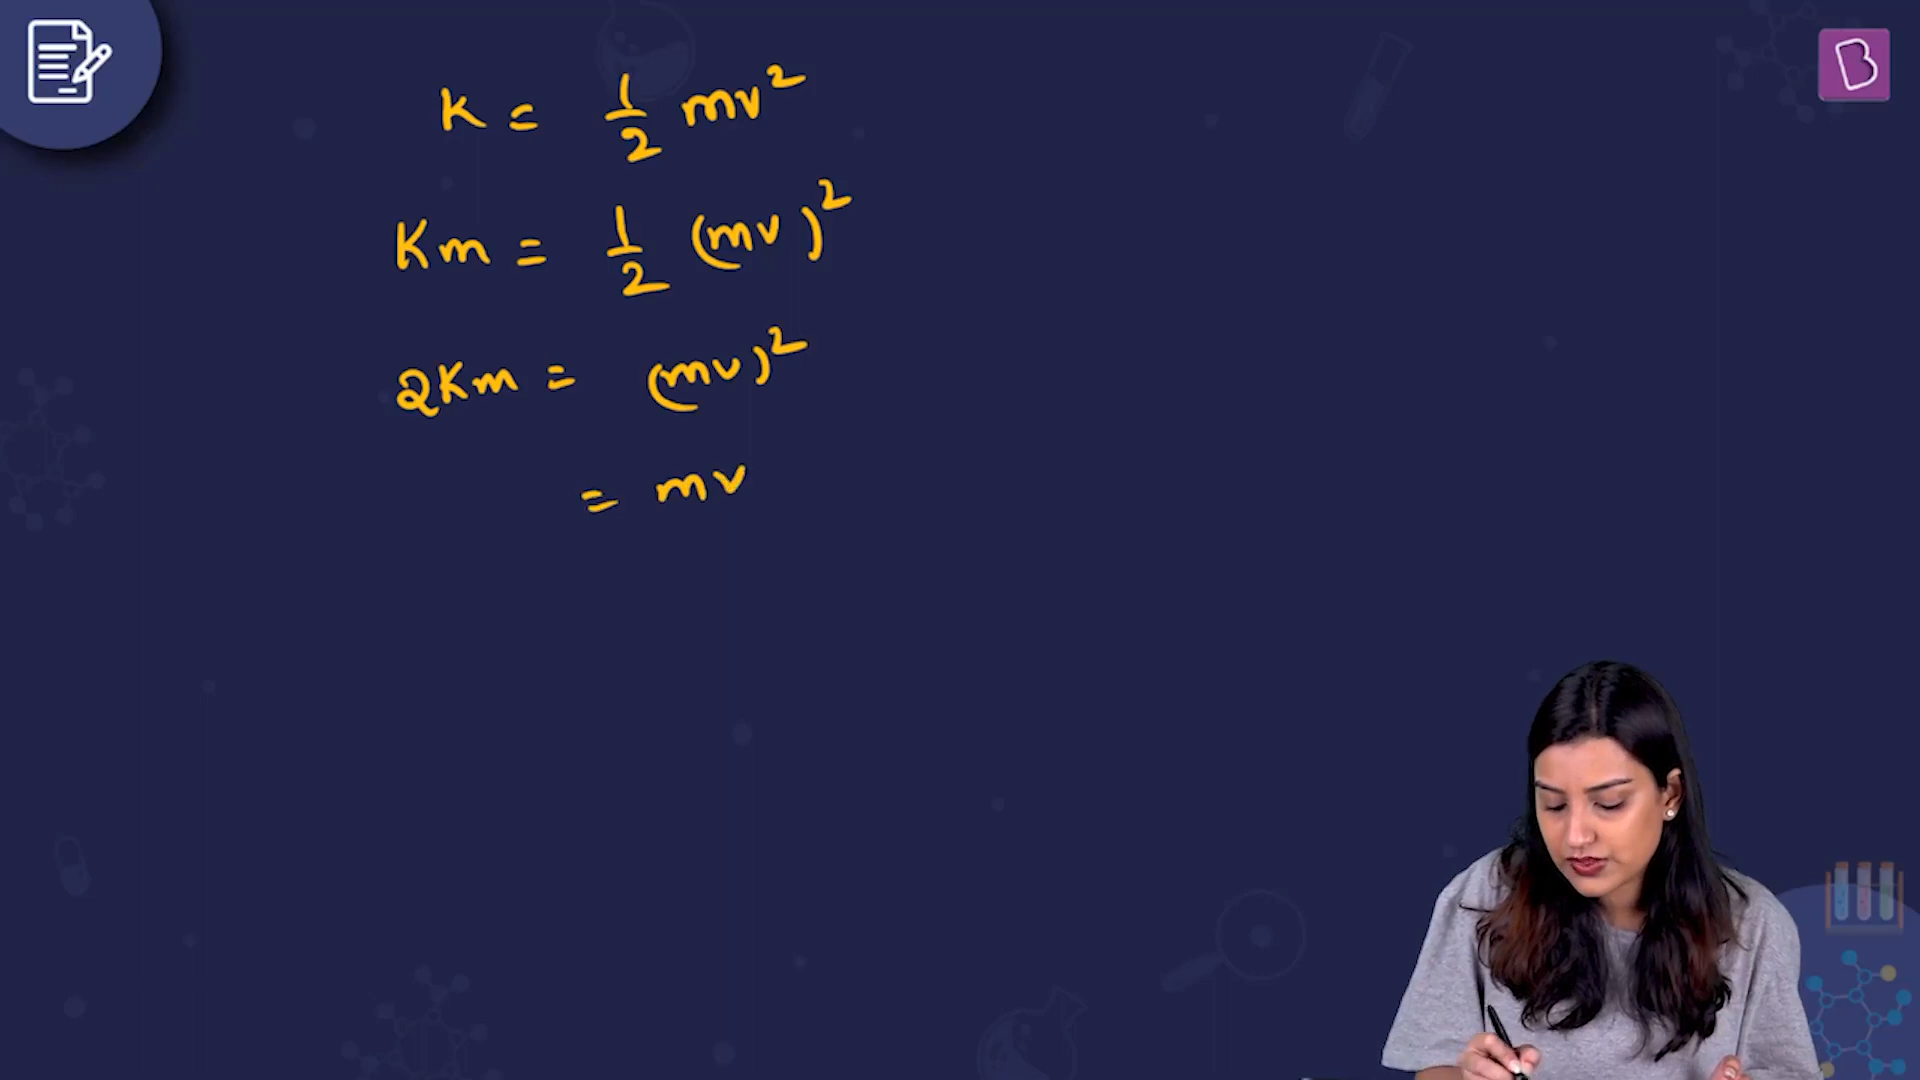 K = 1/2 mv²
Km = 1/2 (mv)²
2Km = (mv)²
= mv
B